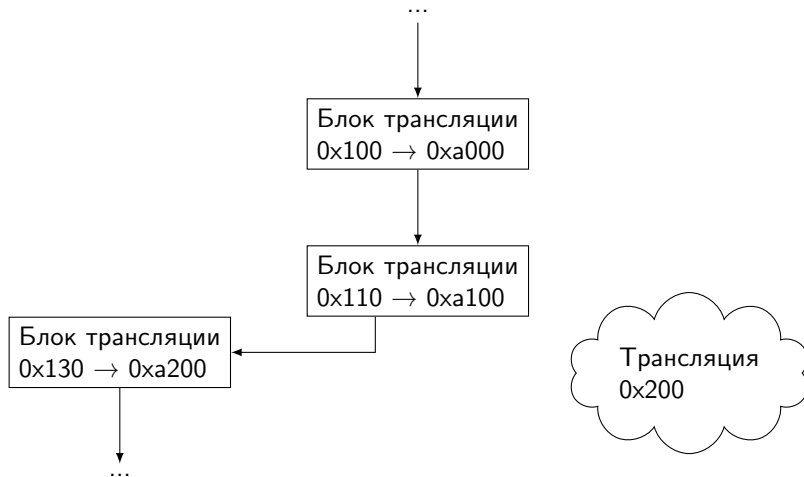 ...
Блок трансляции
0x100 → 0xa000
Блок трансляции
0x110 → 0xa100
Блок трансляции
0x130 → 0xa200
Трансляция
0x200
...